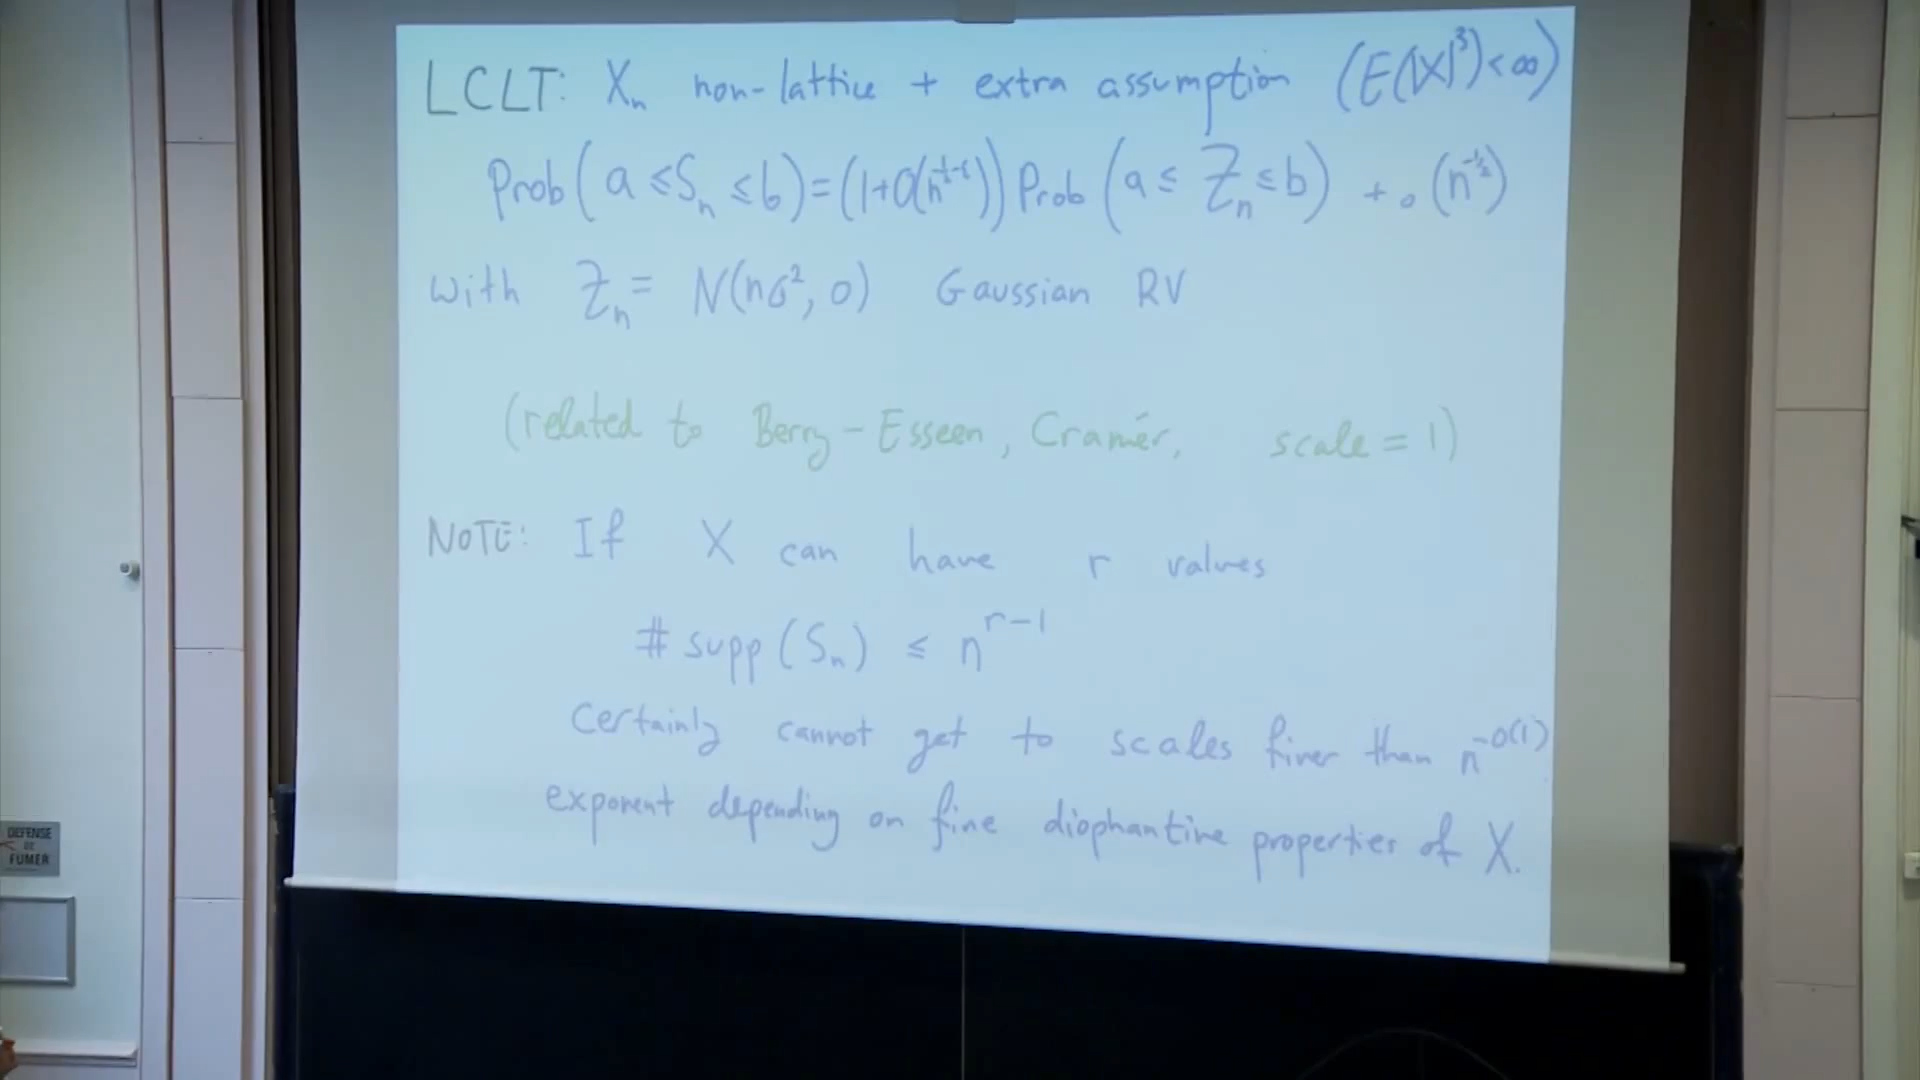 LCLT: Xₙ non-lattice + extra assumption (E(|X|³)<∞)
Prob(a ≤ Sₙ ≤ b) = (1+O( )) Prob(a ≤ Zₙ ≤ b) + o(n^{-1/2})
with Zₙ = N(nσ², 0) Gaussian RV
(related to Berry-Esseen, Cramér, scale = 1)
NOTE: If X can have r values
# supp(Sₙ) ≤ n^{r-1}
Certainly cannot get to scales finer than n^{-O(1)}
exponent depending on fine diophantine properties of X.
DEFENSE
DE
FUMER